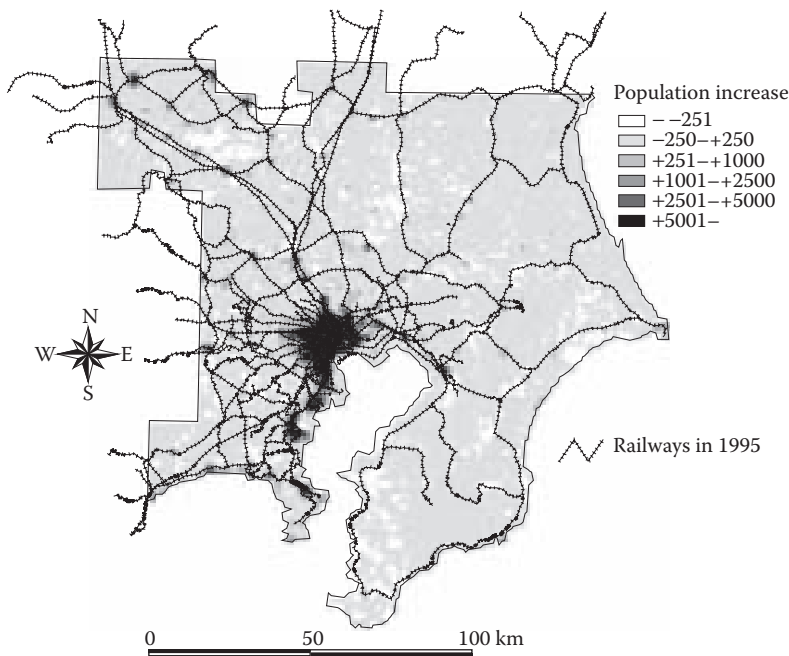 Population increase
– –251
–250–+250
+251–+1000
+1001–+2500
+2501–+5000
+5001–
N
W E
S
Railways in 1995
0 50 100 km